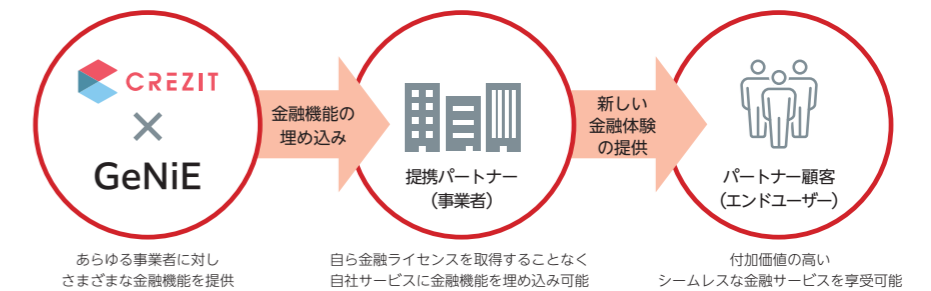 CREZIT
×
GeNiE
あらゆる事業者に対し
さまざまな金融機能を提供
金融機能の
埋め込み
提携パートナー
（事業者）
自ら金融ライセンスを取得することなく
自社サービスに金融機能を埋め込み可能
新しい
金融体験
の提供
パートナー顧客
（エンドユーザー）
付加価値の高い
シームレスな金融サービスを享受可能